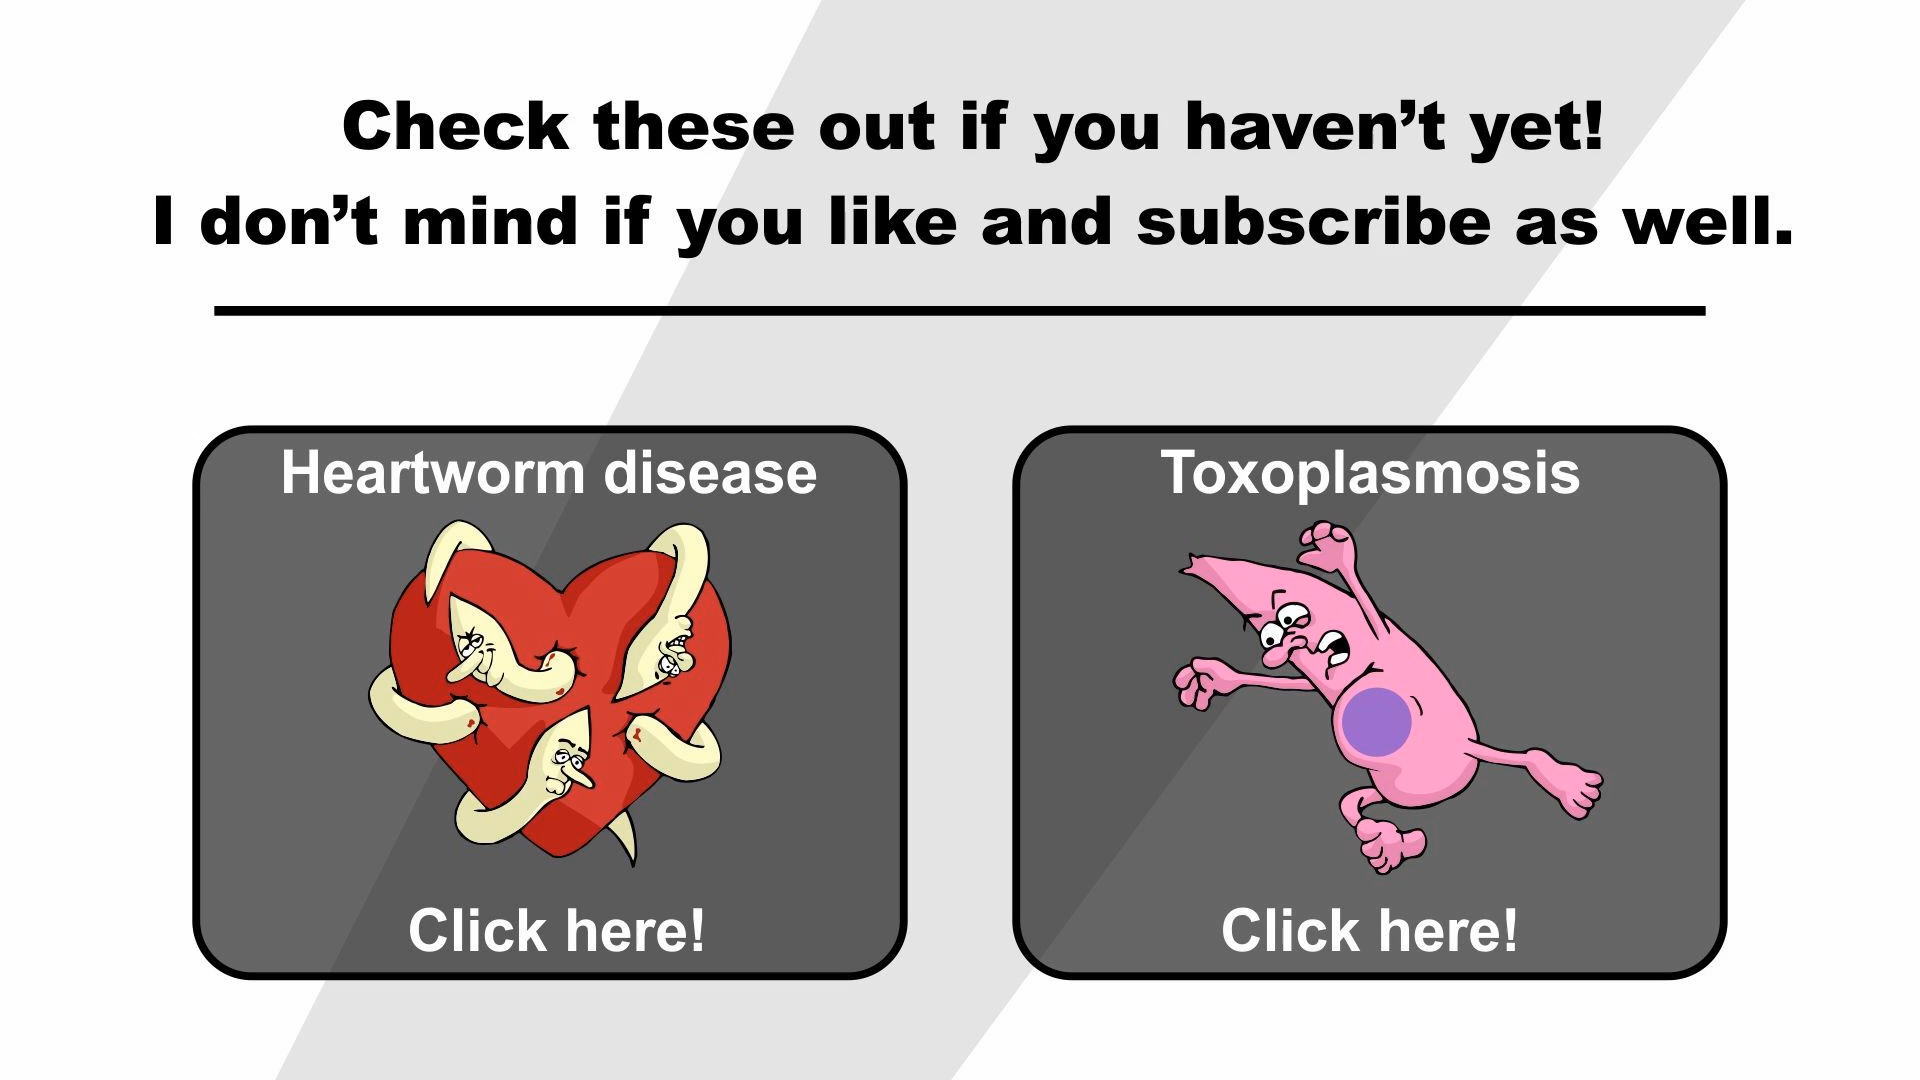 Check these out if you haven’t yet!
I don’t mind if you like and subscribe as well.
Heartworm disease
Click here!
Toxoplasmosis
Click here!